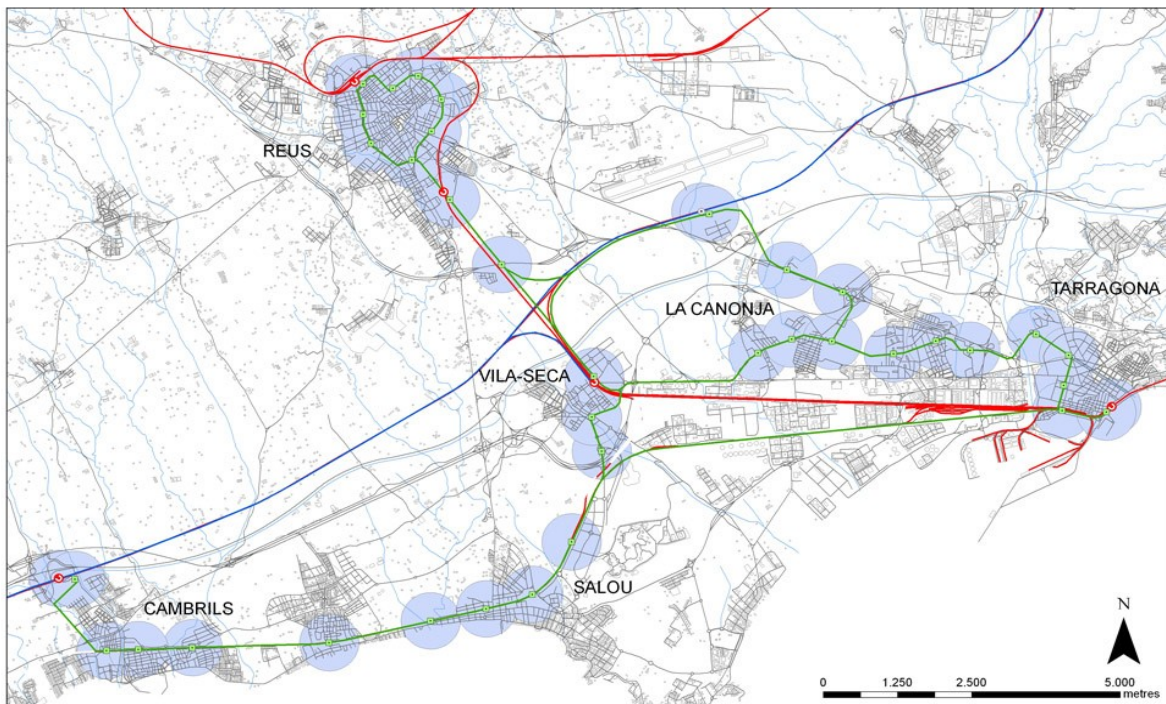 REUS
TARRAGONA
LA CANONJA
VILA-SECA
SALOU
CAMBRILS
N
0 1.250 2.500 5.000
metres